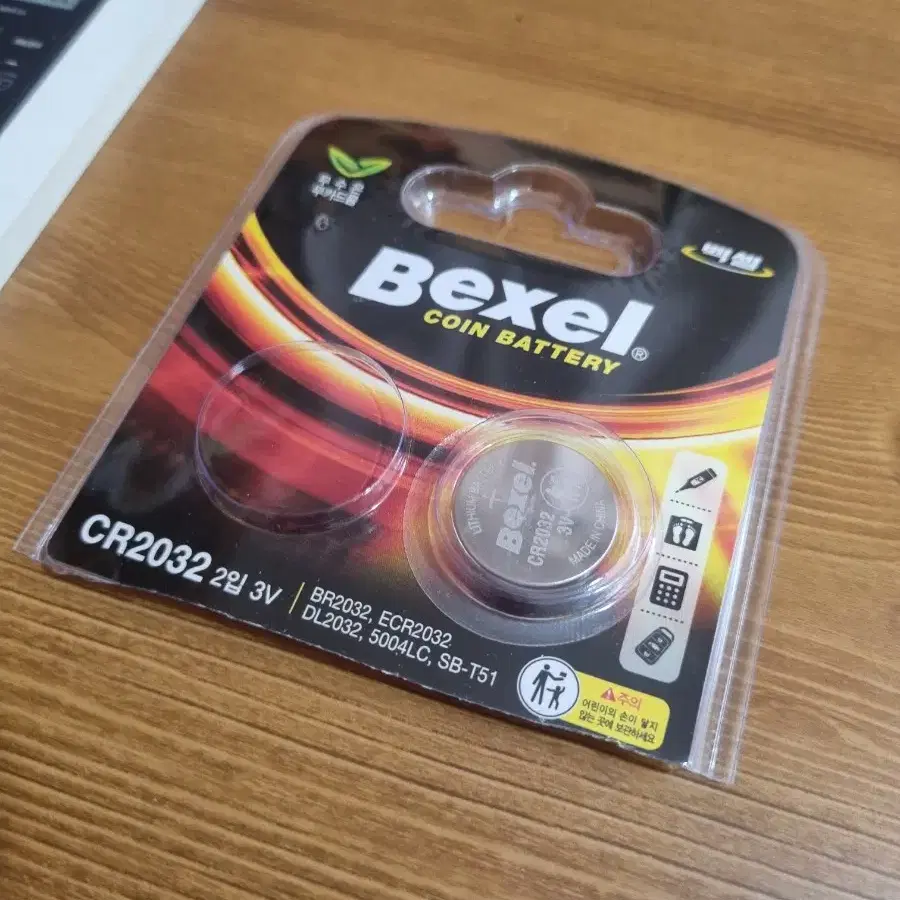 벡셀
Bexel®
COIN BATTERY
Bexel.
CR2032
3V
MADE IN CHINA
CR2032 2입 3V
BR2032, ECR2032
DL2032, 5004LC, SB-T51
주의
어린이의 손이 닿지
않는 곳에 보관하세요